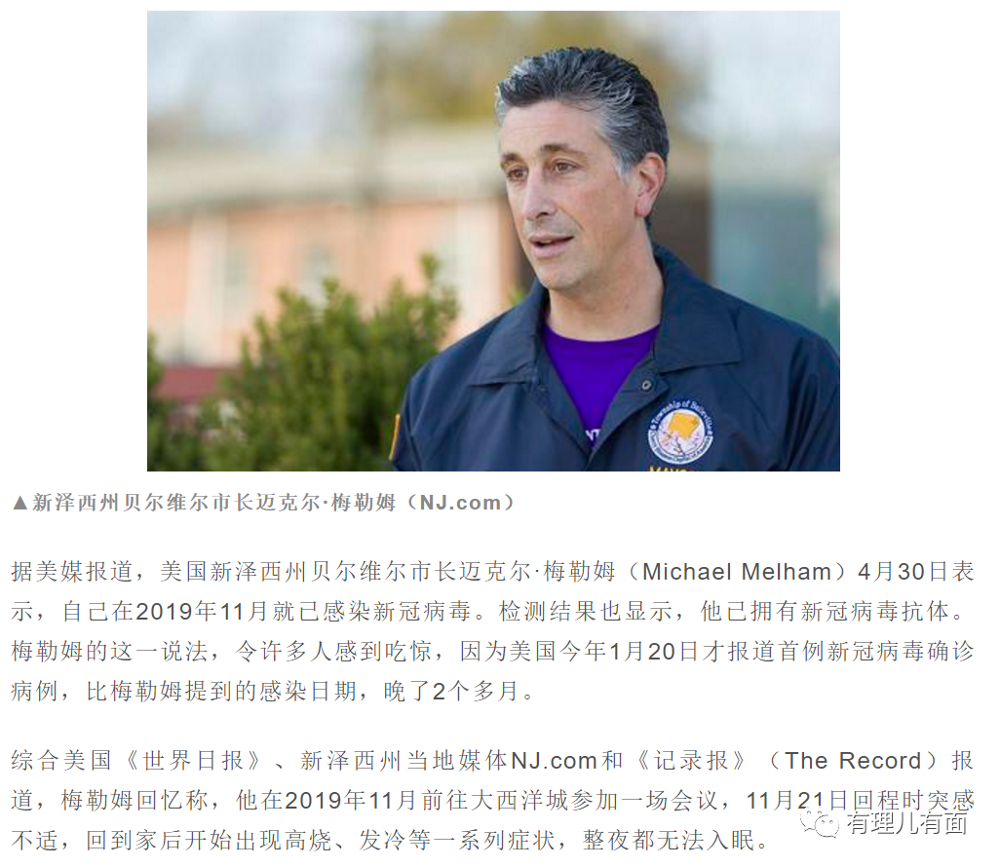 Township of Belleville
▲新泽西州贝尔维尔市长迈克尔·梅勒姆（NJ.com）
据美媒报道，美国新泽西州贝尔维尔市长迈克尔·梅勒姆（Michael Melham）4月30日表
示，自己在2019年11月就已感染新冠病毒。检测结果也显示，他已拥有新冠病毒抗体。
梅勒姆的这一说法，令许多人感到吃惊，因为美国今年1月20日才报道首例新冠病毒确诊
病例，比梅勒姆提到的感染日期，晚了2个多月。
综合美国《世界日报》、新泽西州当地媒体NJ.com和《记录报》（The Record）报
道，梅勒姆回忆称，他在2019年11月前往大西洋城参加一场会议，11月21日回程时突感
不适，回到家后开始出现高烧、发冷等一系列症状，整夜都无法入眠。
有理儿有面